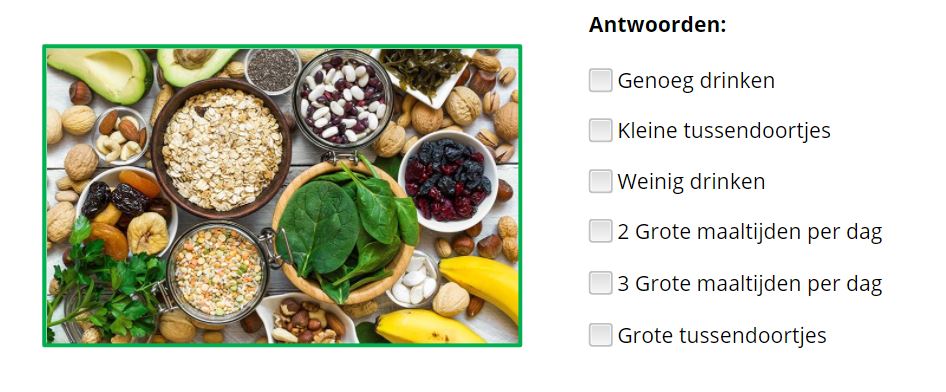 Antwoorden:
Genoeg drinken
Kleine tussendoortjes
Weinig drinken
2 Grote maaltijden per dag
3 Grote maaltijden per dag
Grote tussendoortjes